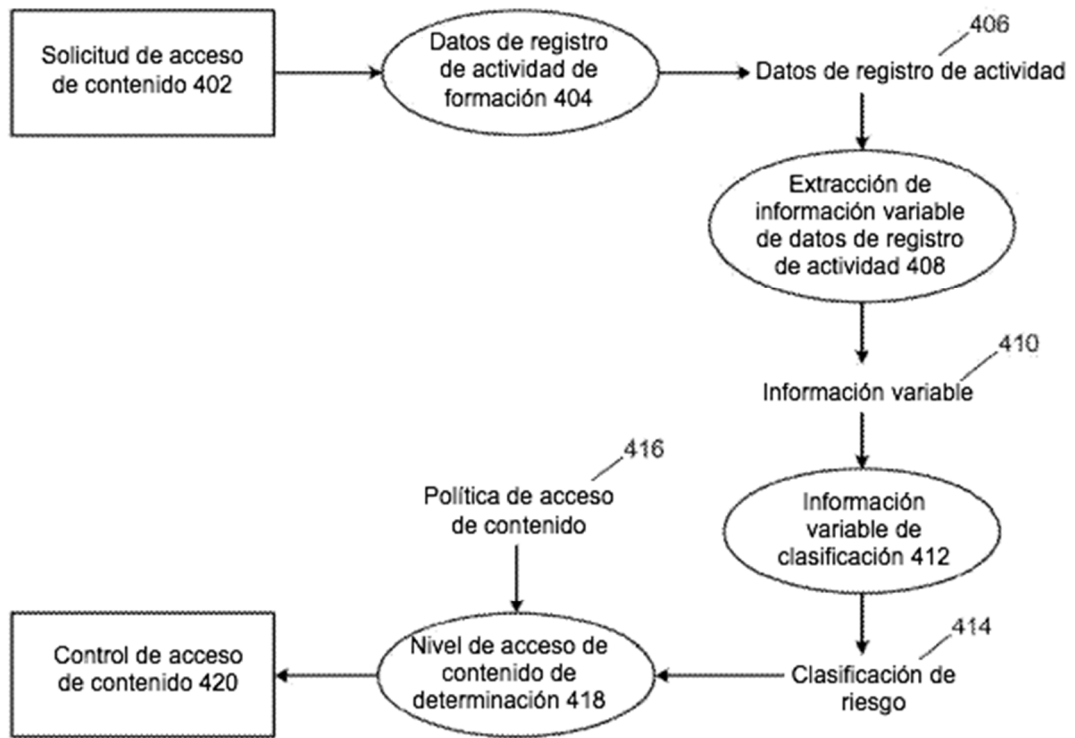 Solicitud de acceso
de contenido 402
Datos de registro
de actividad de
formación 404
406
Datos de registro de actividad
Extracción de
información variable
de datos de registro
de actividad 408
410
Información variable
Información
variable de
clasificación 412
414
Clasificación de
riesgo
416
Política de acceso
de contenido
Nivel de acceso de
contenido de
determinación 418
Control de acceso
de contenido 420